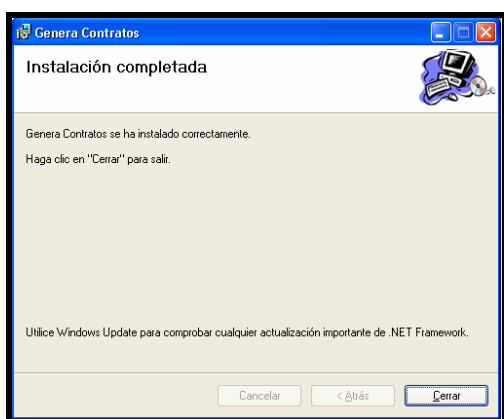 Genera Contratos
Instalación completada
Genera Contratos se ha instalado correctamente.
Haga clic en "Cerrar" para salir.
Utilice Windows Update para comprobar cualquier actualización importante de .NET Framework.
Cancelar < Atrás Cerrar